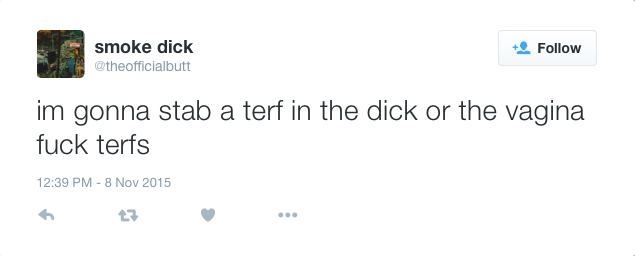 smoke dick
@theofficialbutt
Follow
im gonna stab a terf in the dick or the vagina
fuck terfs
12:39 PM - 8 Nov 2015